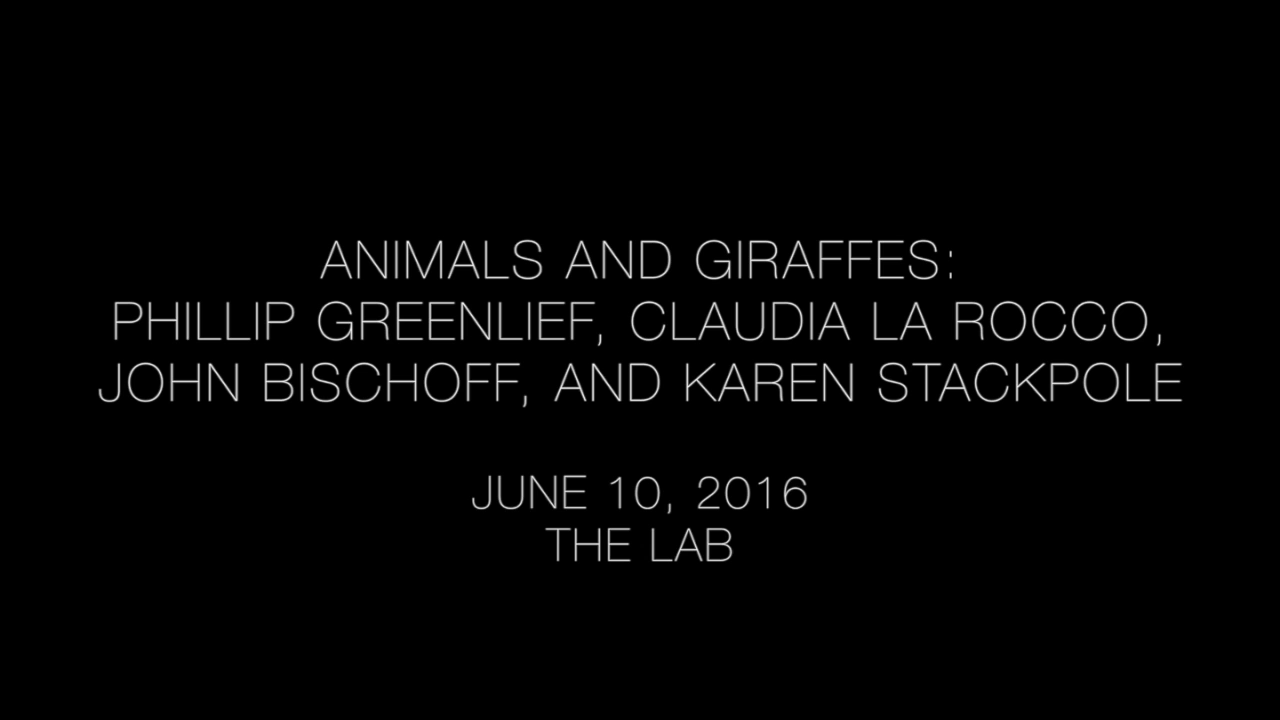 ANIMALS AND GIRAFFES:
PHILLIP GREENLIEF, CLAUDIA LA ROCCO,
JOHN BISCHOFF, AND KAREN STACKPOLE
JUNE 10, 2016
THE LAB